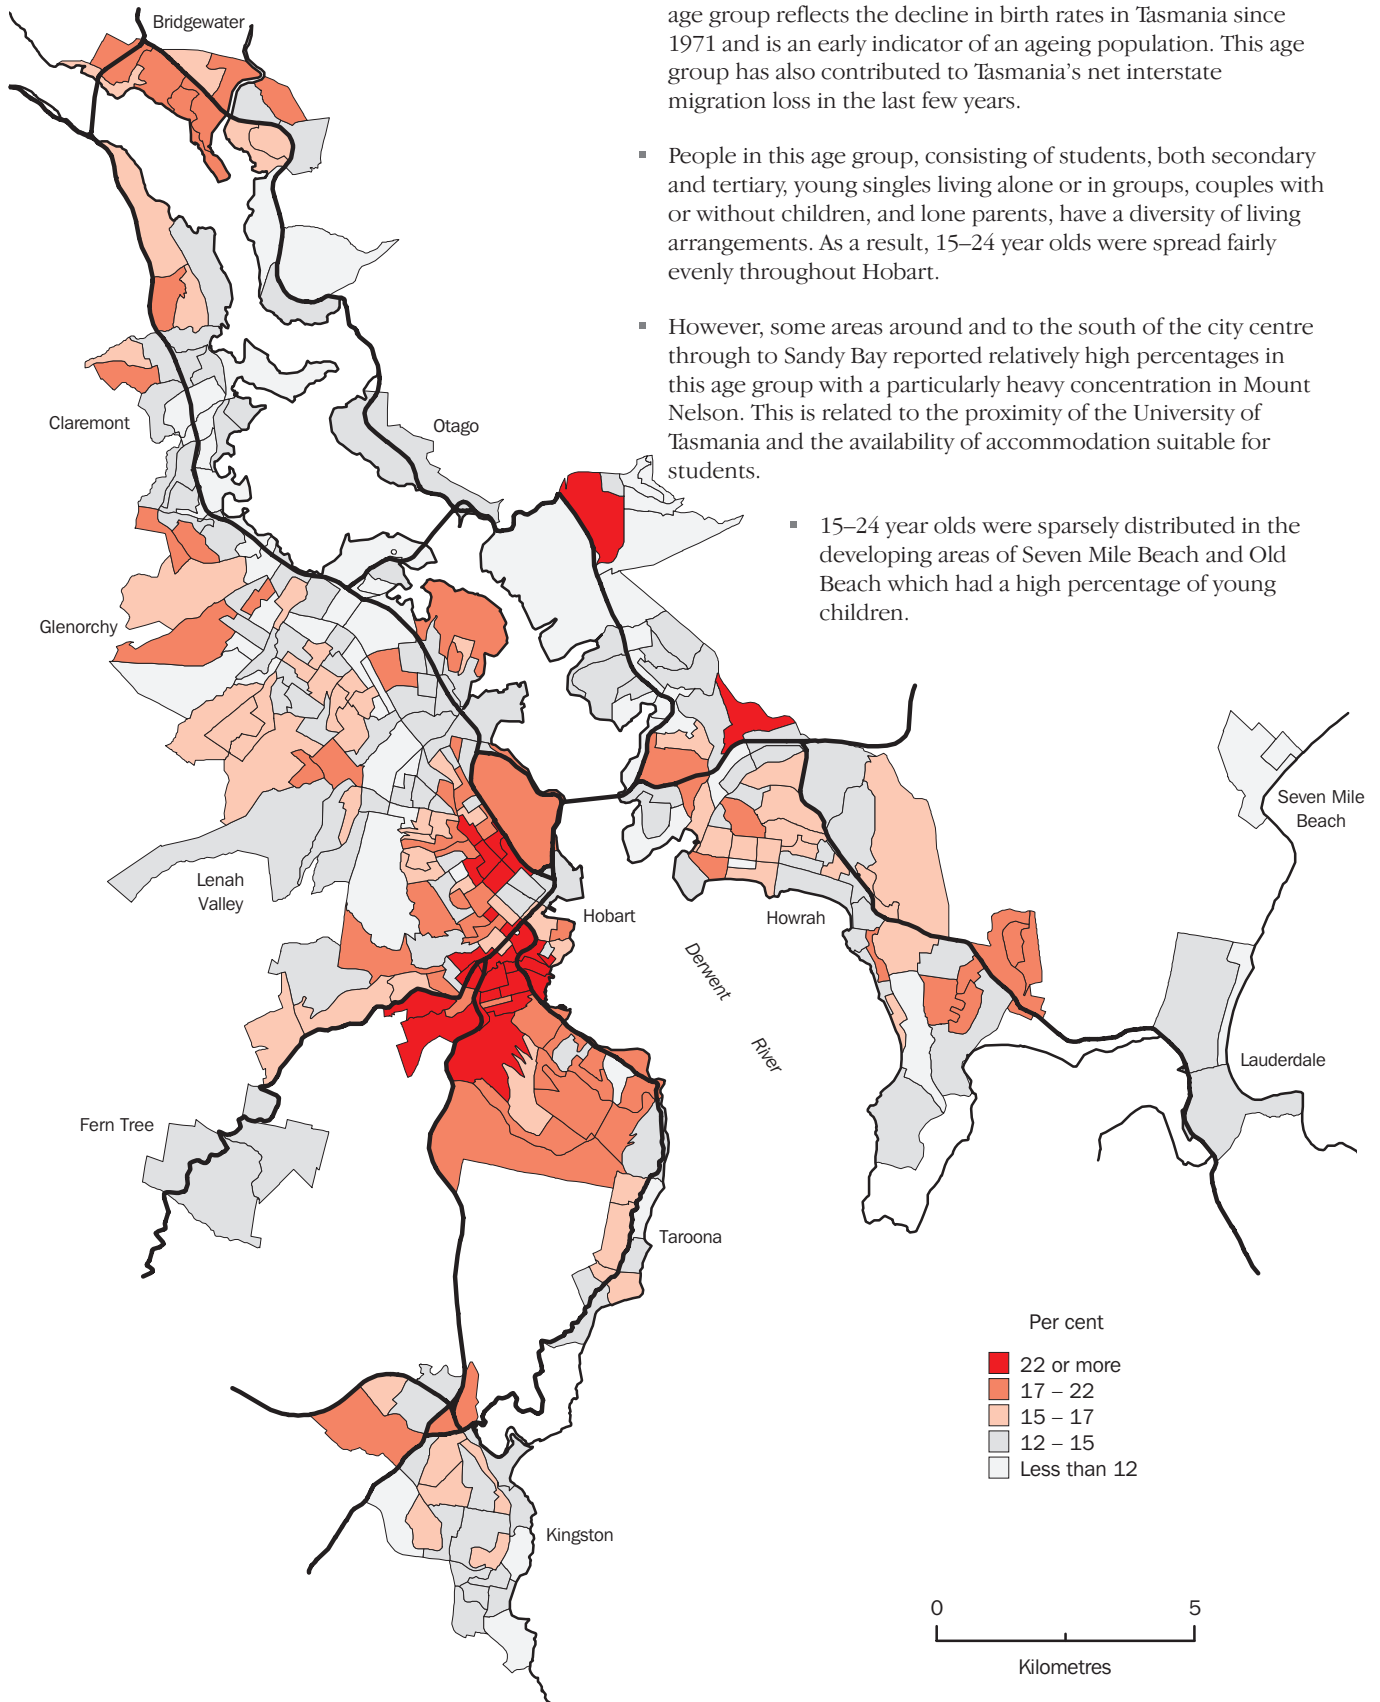 age group reflects the decline in birth rates in Tasmania since
1971 and is an early indicator of an ageing population. This age
group has also contributed to Tasmania's net interstate
migration loss in the last few years.
▪ People in this age group, consisting of students, both secondary
and tertiary, young singles living alone or in groups, couples with
or without children, and lone parents, have a diversity of living
arrangements. As a result, 15–24 year olds were spread fairly
evenly throughout Hobart.
▪ However, some areas around and to the south of the city centre
through to Sandy Bay reported relatively high percentages in
this age group with a particularly heavy concentration in Mount
Nelson. This is related to the proximity of the University of
Tasmania and the availability of accommodation suitable for
students.
▪ 15–24 year olds were sparsely distributed in the
developing areas of Seven Mile Beach and Old
Beach which had a high percentage of young
children.
Bridgewater
Claremont
Otago
Glenorchy
Seven Mile
Beach
Lenah
Valley
Hobart
Howrah
Derwent
River
Lauderdale
Fern Tree
Taroona
Kingston
Per cent
22 or more
17 – 22
15 – 17
12 – 15
Less than 12
0 5
Kilometres